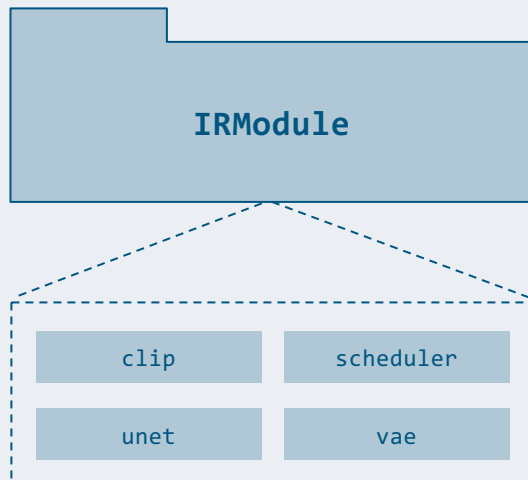 IRModule
clip
scheduler
unet
vae